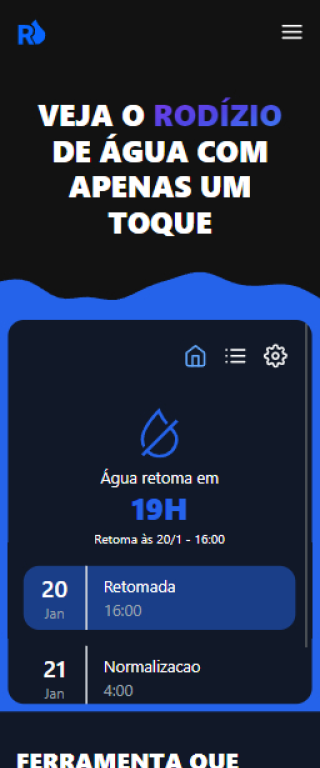 R
VEJA O RODÍZIO
DE ÁGUA COM
APENAS UM
TOQUE
Água retoma em
19H
Retoma às 20/1 - 16:00
20
Jan
Retomada
16:00
21
Jan
Normalizacao
4:00
FERRAMENTA QUE